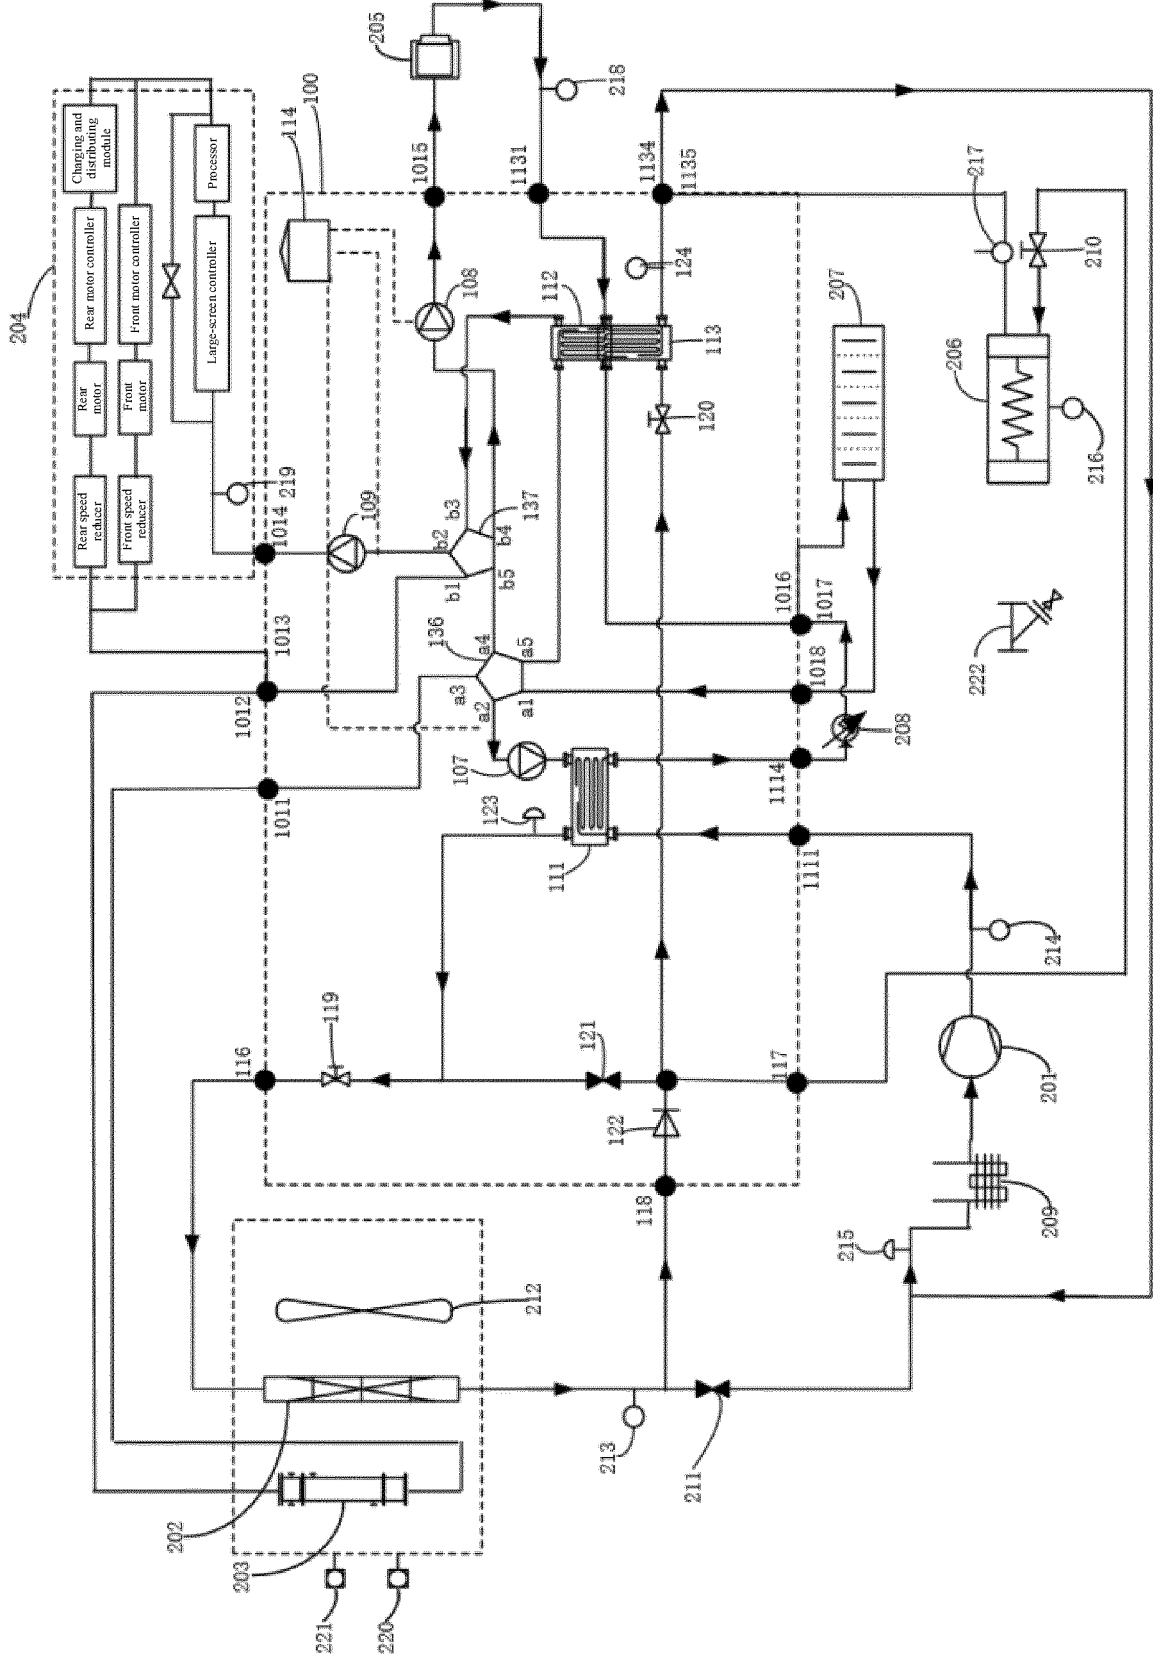 204
Charging and
distributing
module
Rear motor controller
Rear
motor
Rear speed
reducer
Front motor controller
Front
motor
Front speed
reducer
Processor
Large-screen controller
219
205
218
100
114
1015
1131
1134
1135
217
210
108
112
124
113
120
207
206
216
1014
109
b3
b2
137
b4
b1
b5
1013
1012
1011
136
a4
a5
a3
a2
a1
1016
1017
1018
222
208
107
123
111
1114
1111
214
116
119
121
117
201
122
118
215
209
212
213
211
202
203
221
220